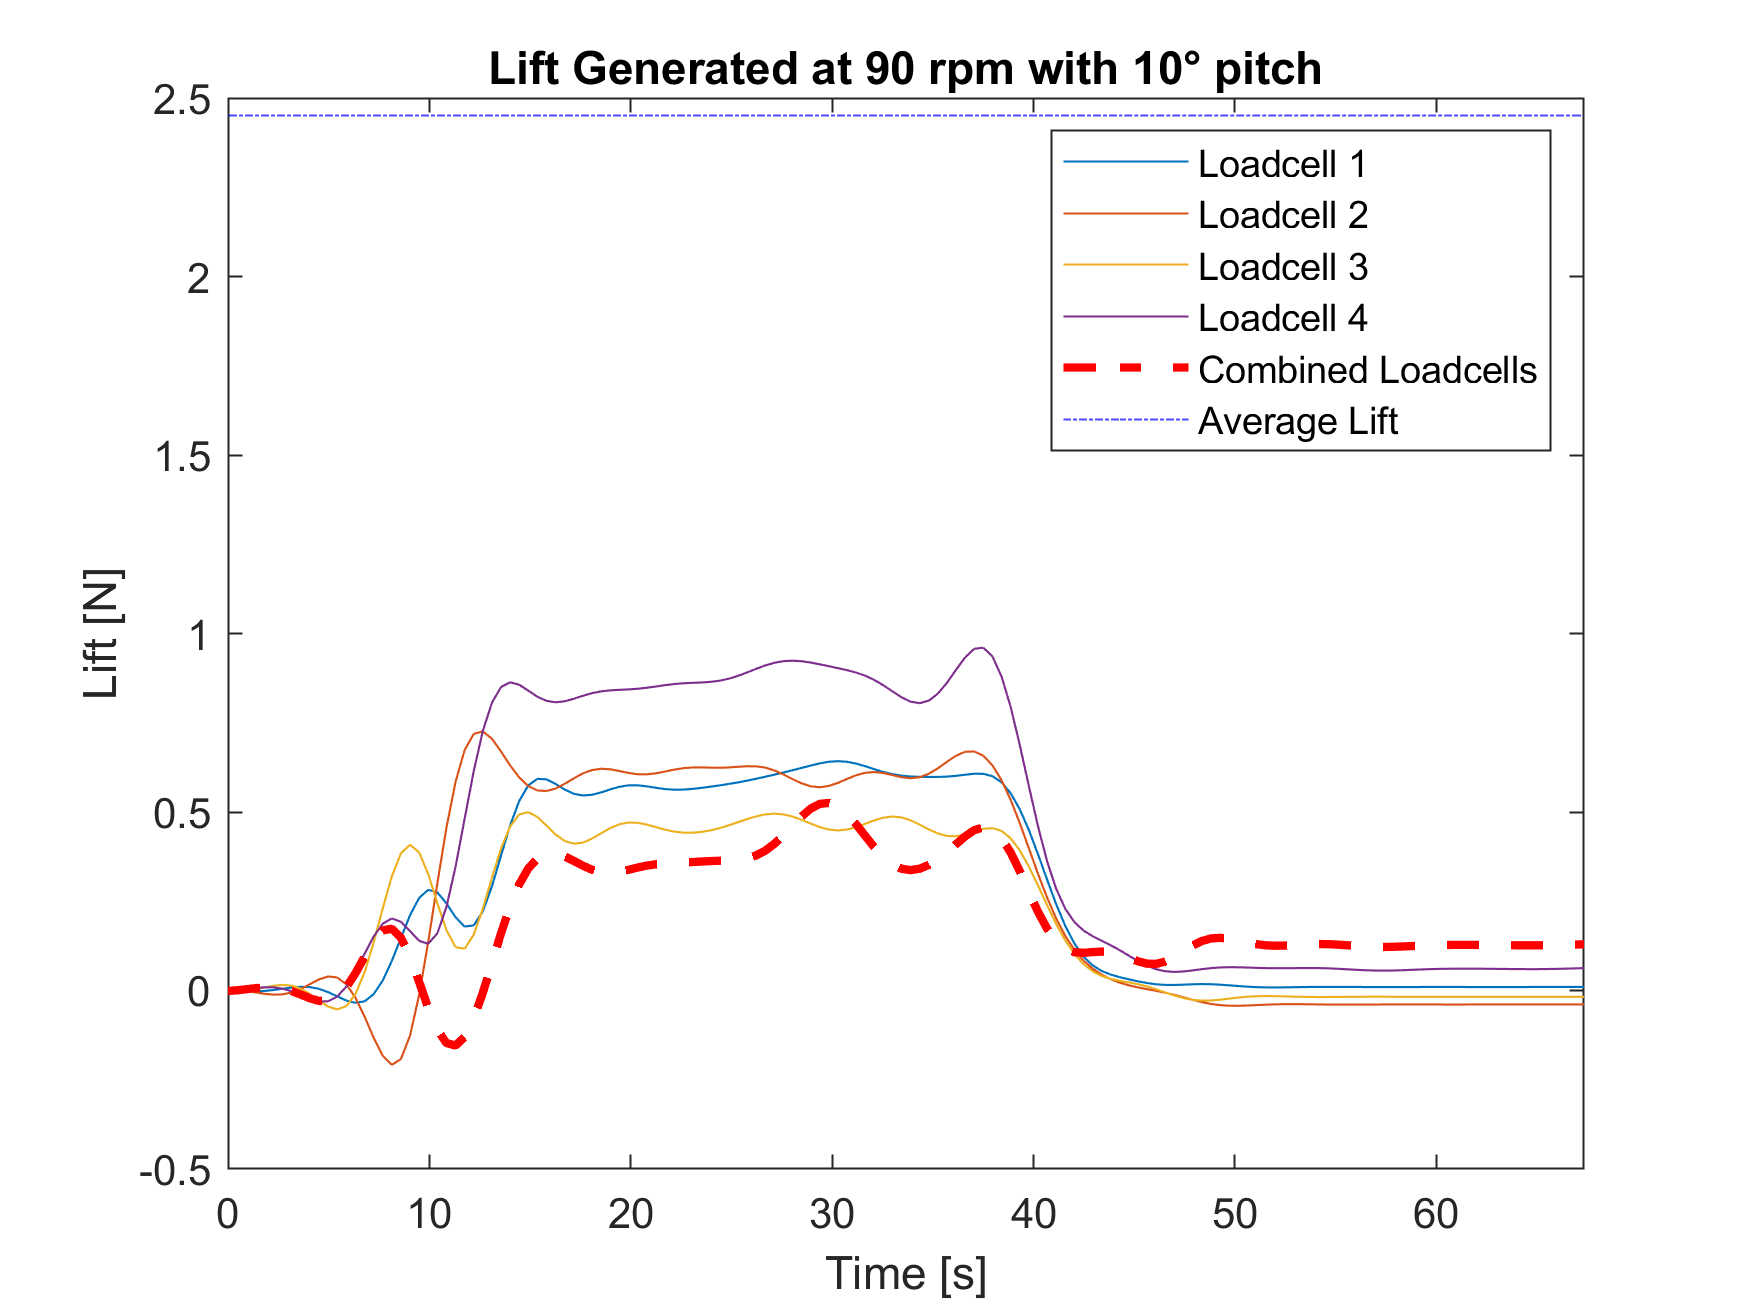 Lift Generated at 90 rpm with 10° pitch
2.5
2
1.5
1
0.5
0
-0.5
Lift [N]
Loadcell 1
Loadcell 2
Loadcell 3
Loadcell 4
Combined Loadcells
Average Lift
0 10 20 30 40 50 60
Time [s]